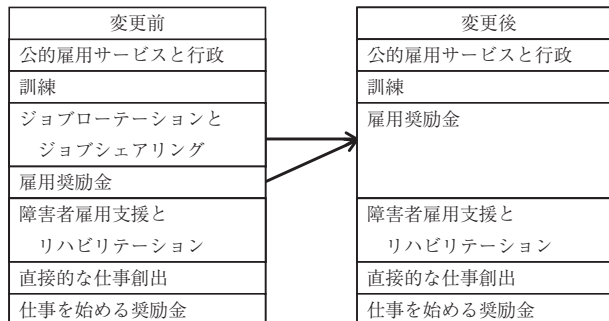 変更前
公的雇用サービスと行政
訓練
ジョブローテーションと
ジョブシェアリング
雇用奨励金
障害者雇用支援と
リハビリテーション
直接的な仕事創出
仕事を始める奨励金
変更後
公的雇用サービスと行政
訓練
雇用奨励金
障害者雇用支援と
リハビリテーション
直接的な仕事創出
仕事を始める奨励金